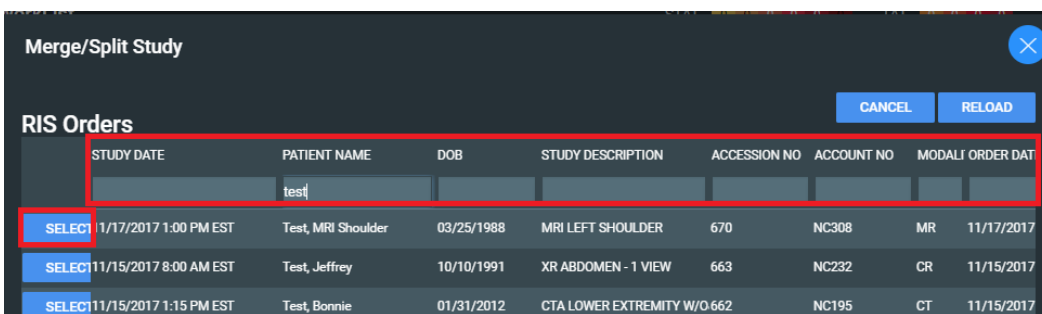 Merge/Split Study
CANCEL RELOAD
RIS Orders
STUDY DATE PATIENT NAME DOB STUDY DESCRIPTION ACCESSION NO ACCOUNT NO MODALI ORDER DAT
test
SELECT 11/17/2017 1:00 PM EST Test, MRI Shoulder 03/25/1988 MRI LEFT SHOULDER 670 NC308 MR 11/17/2017
SELECT 11/15/2017 8:00 AM EST Test, Jeffrey 10/10/1991 XR ABDOMEN - 1 VIEW 663 NC232 CR 11/15/2017
SELECT 11/15/2017 1:15 PM EST Test, Bonnie 01/31/2012 CTA LOWER EXTREMITY W/O 662 NC195 CT 11/15/2017